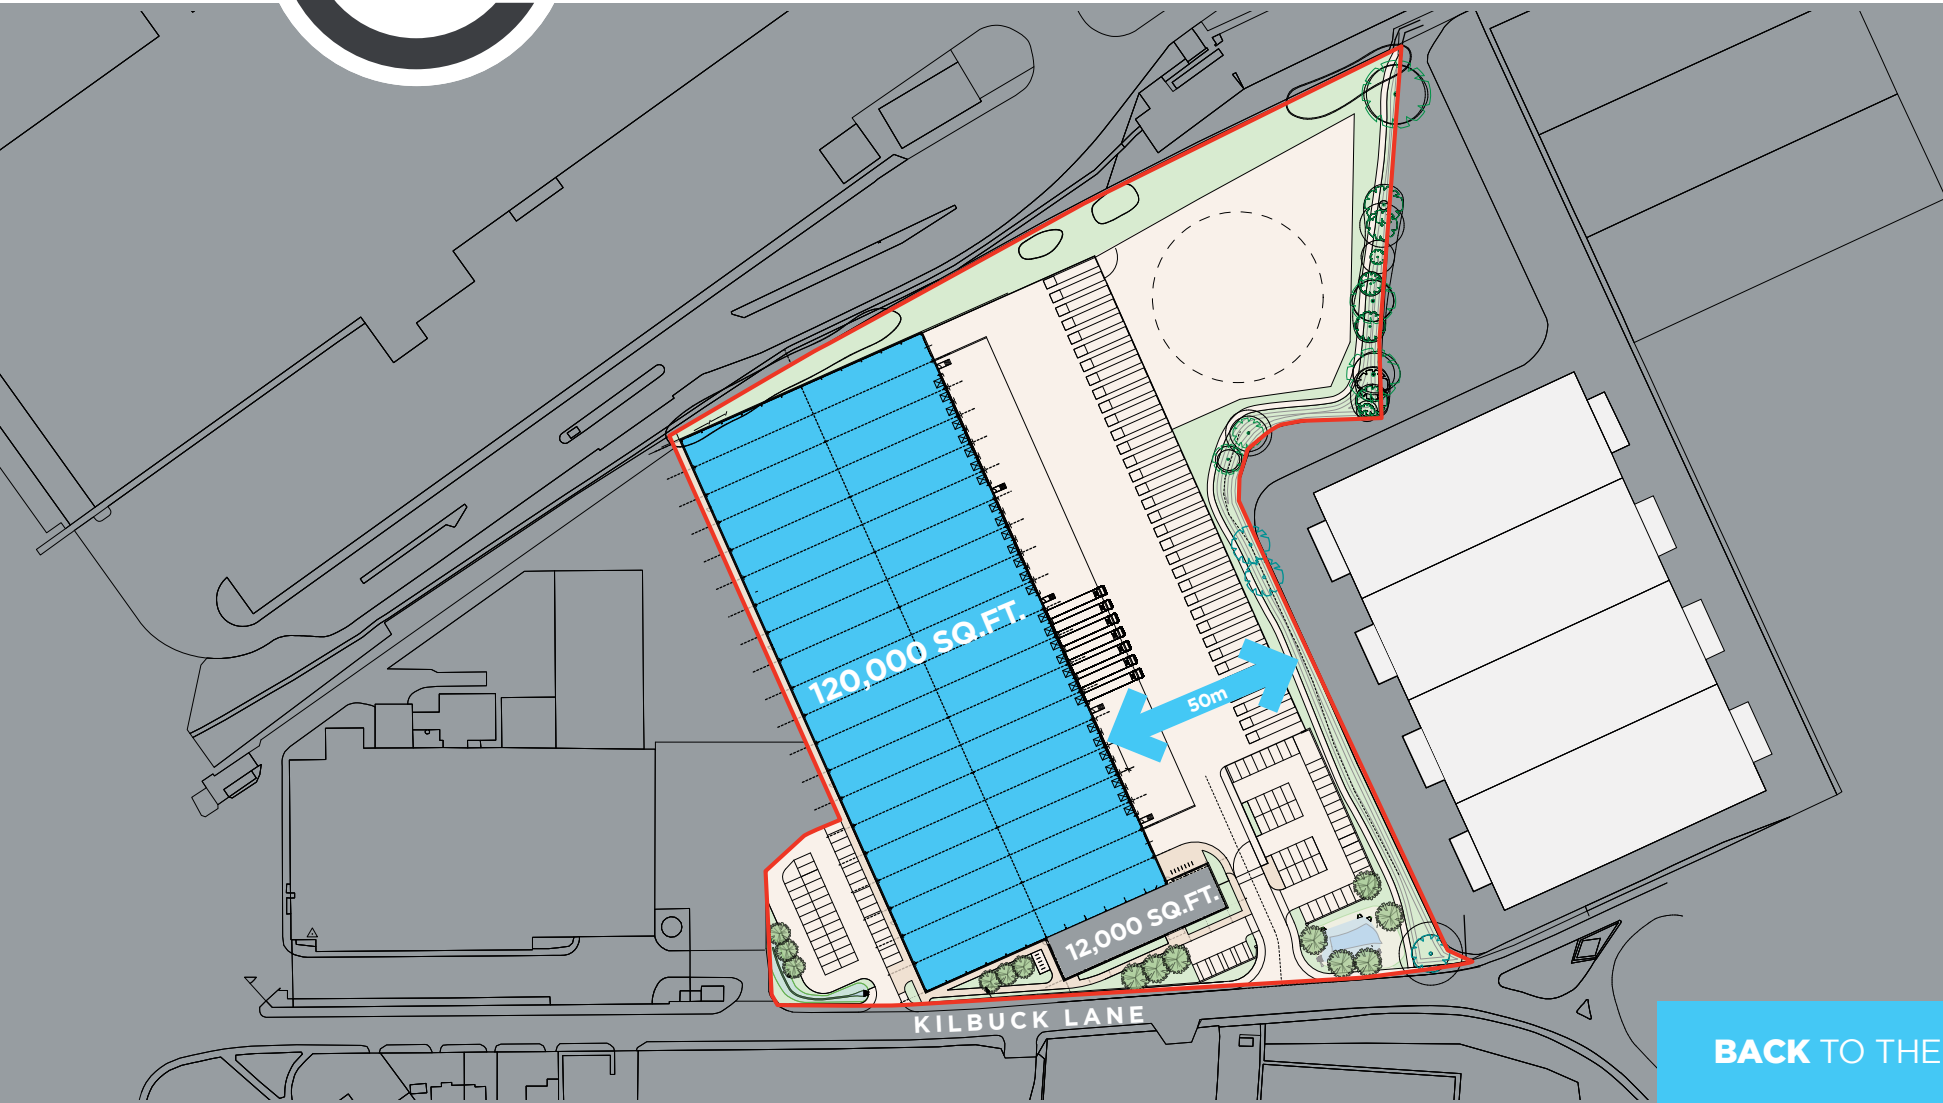 120,000 SQ.FT.
50m
12,000 SQ.FT.
KILBUCK LANE
BACK TO THE